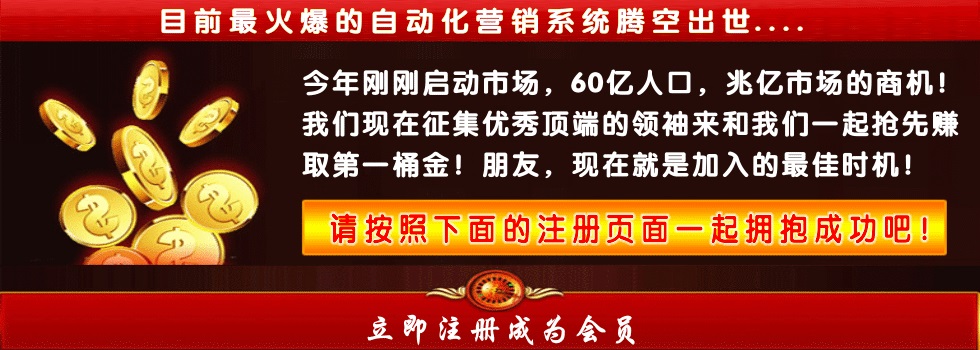 目前最火爆的自动化营销系统腾空出世....
今年刚刚启动市场，60亿人口，兆亿市场的商机！
我们现在征集优秀顶端的领袖来和我们一起抢先赚
取第一桶金！朋友，现在就是加入的最佳时机！
请按照下面的注册页面一起拥抱成功吧！
立即注册成为会员